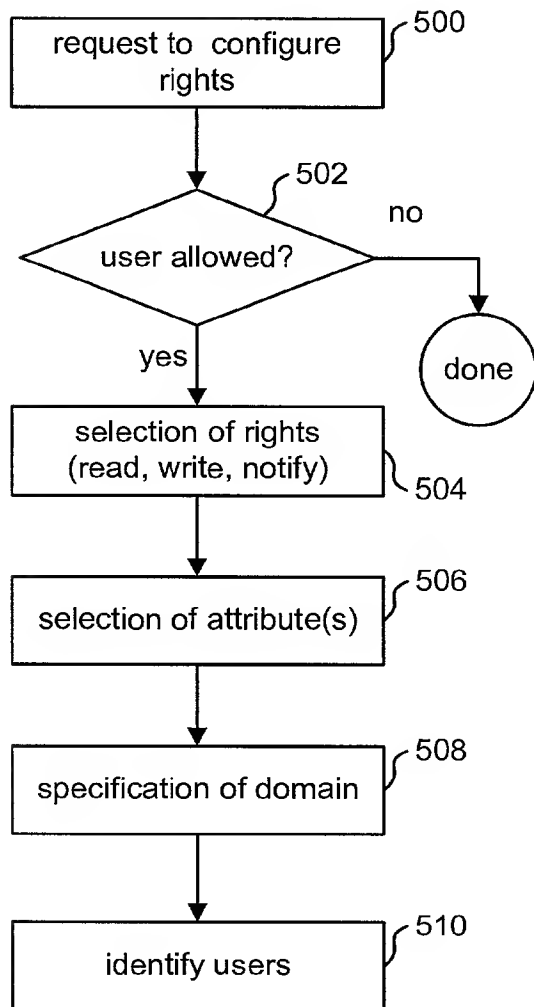 request to configure
rights
500
502
user allowed?
no
yes
done
selection of rights
(read, write, notify)
504
506
selection of attribute(s)
508
specification of domain
510
identify users